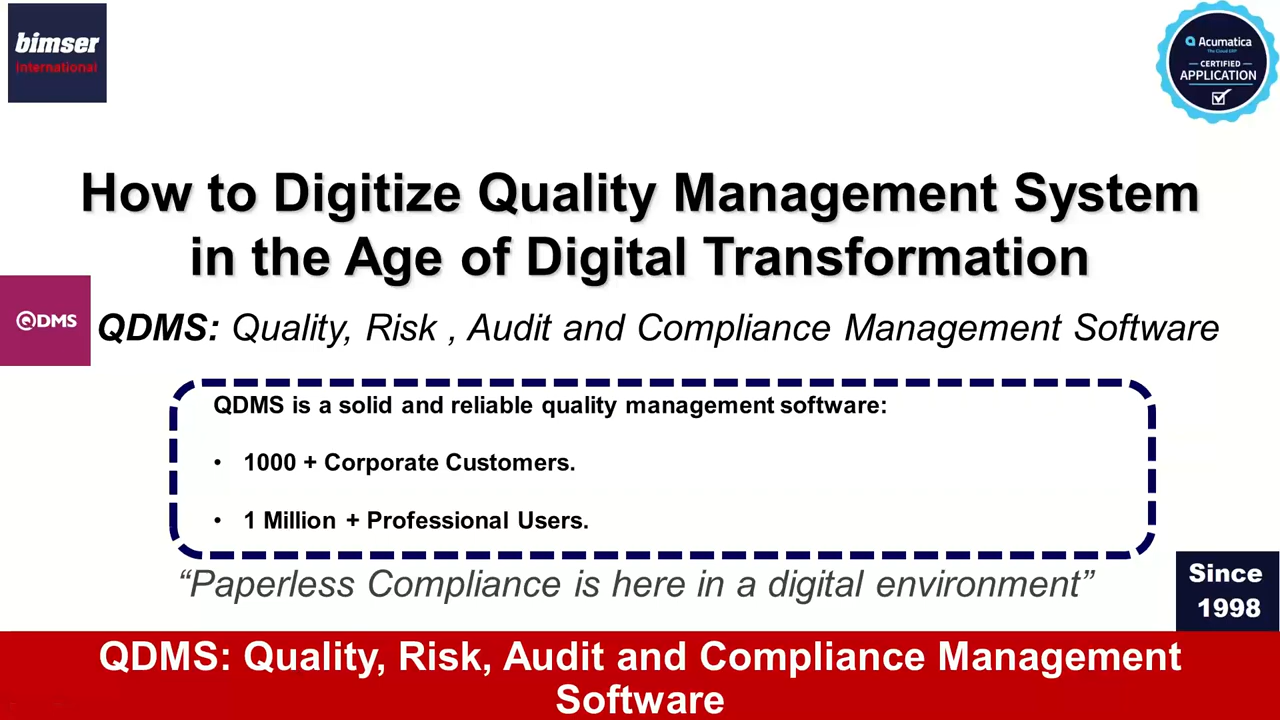 bimser
international
Acumatica
The Cloud ERP
CERTIFIED
APPLICATION
How to Digitize Quality Management System
in the Age of Digital Transformation
QDMS
QDMS: Quality, Risk , Audit and Compliance Management Software
QDMS is a solid and reliable quality management software:
• 1000 + Corporate Customers.
• 1 Million + Professional Users.
“Paperless Compliance is here in a digital environment”
Since
1998
QDMS: Quality, Risk, Audit and Compliance Management
Software